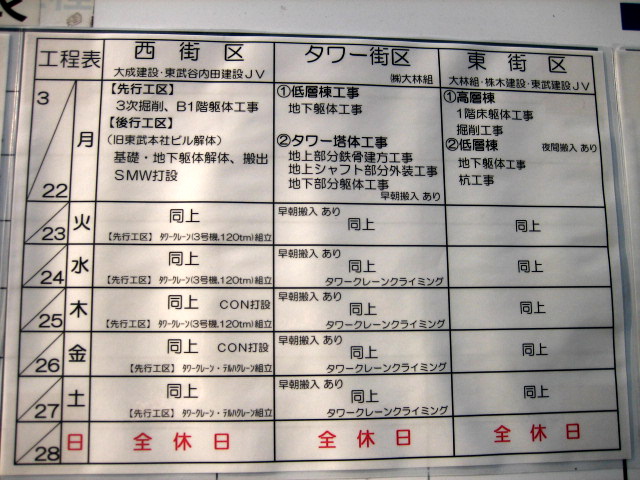 工程表 西街区 タワー街区 東街区
大成建設・東武谷内田建設JV ㈱大林組 大林組・株木建設・東武建設JV
3
22
月
【先行工区】
3次掘削、B1階躯体工事
【後行工区】
(旧東武本社ビル解体)
基礎・地下躯体解体、搬出
SMW打設
①低層棟工事
地下躯体工事
②タワー塔体工事
地上部分鉄骨建方工事
地上シャフト部分外装工事
地下部分躯体工事
早朝搬入 あり
①高層棟
1階床躯体工事
掘削工事
②低層棟 夜間搬入 あり
地下躯体工事
杭工事
23 火
同上
【先行工区】 タワークレーン(3号機,120tm)組立
早朝搬入 あり
同上
同上
24 水
同上
【先行工区】 タワークレーン(3号機,120tm)組立
早朝搬入 あり
同上
タワークレーンクライミング
同上
25 木
同上 CON打設
【先行工区】 タワークレーン(3号機,120tm)組立
早朝搬入 あり
同上
タワークレーンクライミング
同上
26 金
同上 CON打設
【先行工区】 タワークレーン・テルハクレーン組立
早朝搬入 あり
同上
タワークレーンクライミング
同上
27 土
同上
【先行工区】 タワークレーン・テルハクレーン組立
早朝搬入 あり
同上
タワークレーンクライミング
同上
28 日 全休日 全休日 全休日